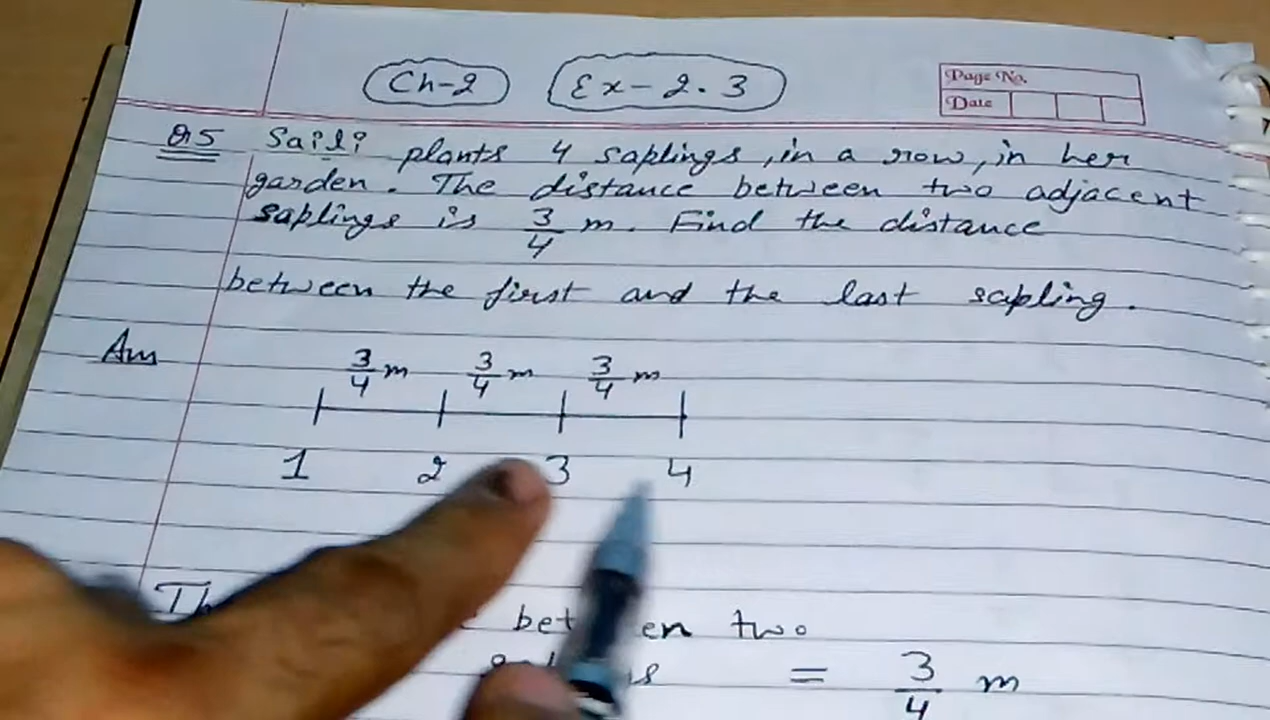 Ch-2 Ex-2.3
Page No.
Date
Q5 Saili plants 4 saplings, in a row, in her
garden. The distance between two adjacent
saplings is 3/4 m. Find the distance
between the first and the last sapling.
Ans
3/4 m 3/4 m 3/4 m
1 2 3 4
two
= 3/4 m